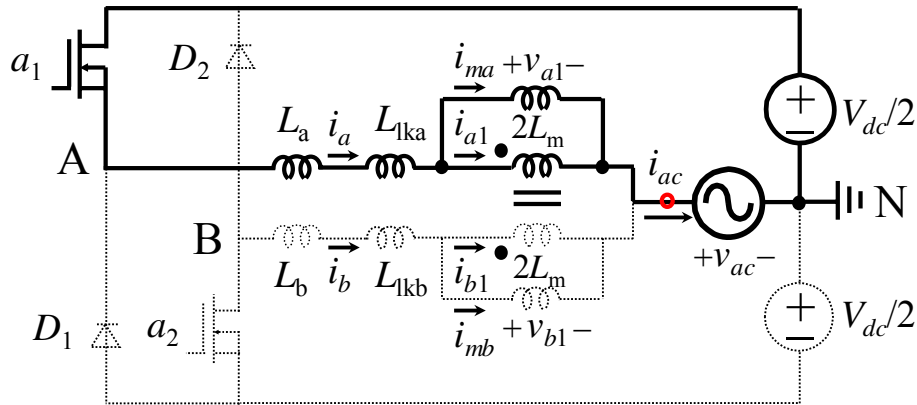 a1
D2
ima
+va1−
La
ia
Llka
ia1
2Lm
+
−
Vdc/2
A
iac
N
B
Lb
ib
Llkb
ib1
2Lm
+vac−
D1
a2
imb
+vb1−
+
−
Vdc/2